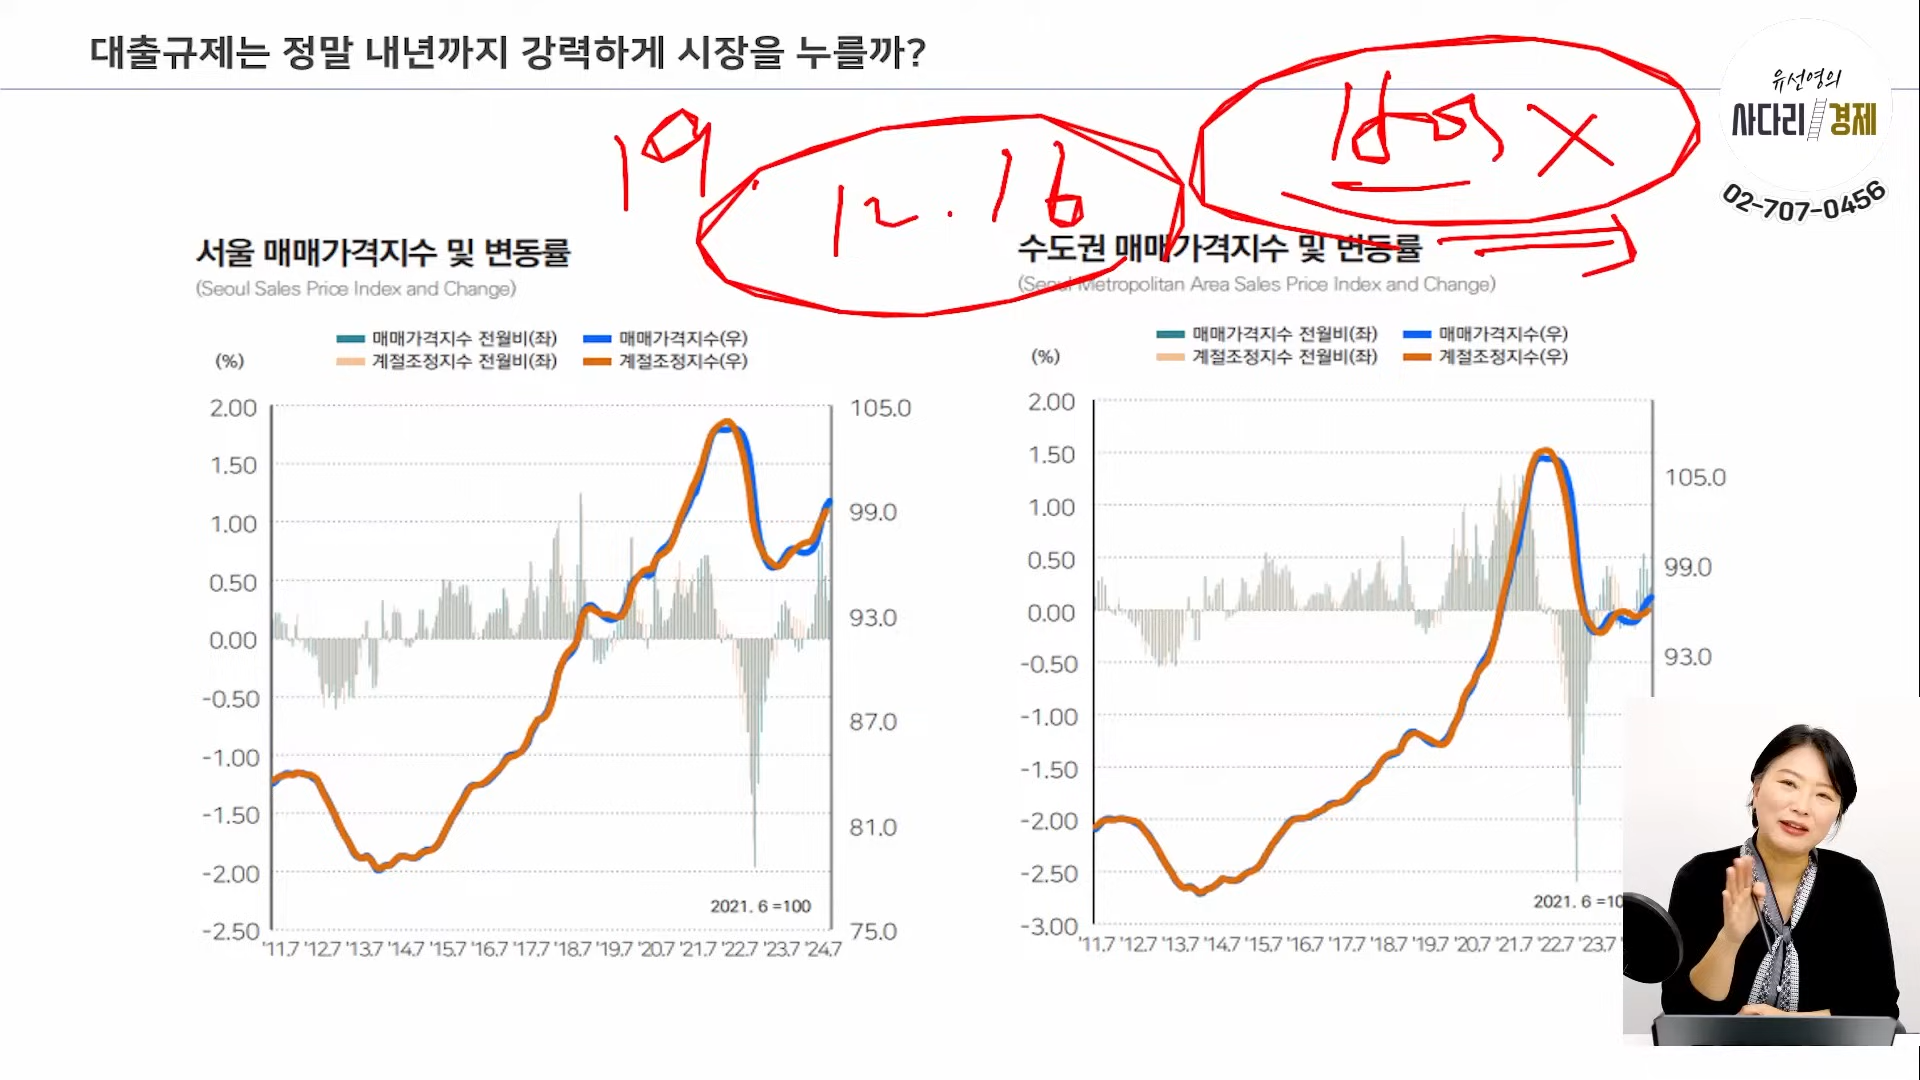 대출규제는 정말 내년까지 강력하게 시장을 누를까?
유선영의
사다리 경제
02-707-0456
19
12.16
15억 X
서울 매매가격지수 및 변동률
(Seoul Sales Price Index and Change)
매매가격지수 전월비(좌) 매매가격지수(우)
계절조정지수 전월비(좌) 계절조정지수(우)
(%)
2.00
1.50
1.00
0.50
0.00
-0.50
-1.00
-1.50
-2.00
-2.50
105.0
99.0
93.0
87.0
81.0
75.0
2021. 6 =100
'11.7 '12.7 '13.7 '14.7 '15.7 '16.7 '17.7 '18.7 '19.7 '20.7 '21.7 '22.7 '23.7 '24.7
수도권 매매가격지수 및 변동률
(Seoul Metropolitan Area Sales Price Index and Change)
매매가격지수 전월비(좌) 매매가격지수(우)
계절조정지수 전월비(좌) 계절조정지수(우)
(%)
2.00
1.50
1.00
0.50
0.00
-0.50
-1.00
-1.50
-2.00
-2.50
-3.00
105.0
99.0
93.0
2021. 6 =10
'11.7 '12.7 '13.7 '14.7 '15.7 '16.7 '17.7 '18.7 '19.7 '20.7 '21.7 '22.7 '23.7